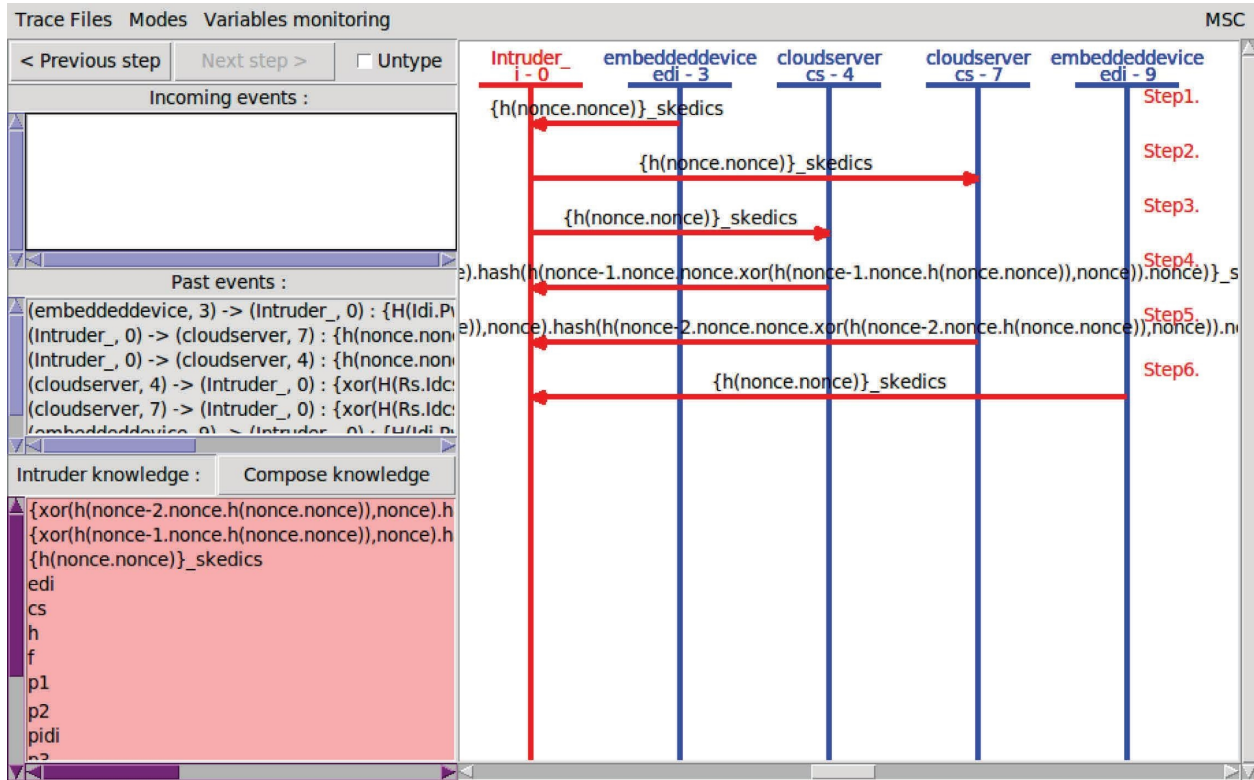 Trace Files Modes Variables monitoring MSC
< Previous step Next step > Untype
Incoming events :
Past events :
(embeddeddevice, 3) -> (Intruder_, 0) : {H(Idi.P
(Intruder_, 0) -> (cloudserver, 7) : {h(nonce.non
(Intruder_, 0) -> (cloudserver, 4) : {h(nonce.non
(cloudserver, 4) -> (Intruder_, 0) : {xor(H(Rs.Idc
(cloudserver, 7) -> (Intruder_, 0) : {xor(H(Rs.Idc
(embeddeddevice, 9) -> (Intruder_, 0) : {H(Idi.P
Intruder knowledge : Compose knowledge
{xor(h(nonce-2.nonce.h(nonce.nonce)),nonce).h
{xor(h(nonce-1.nonce.h(nonce.nonce)),nonce).h
{h(nonce.nonce)}_skedics
edi
cs
h
f
p1
p2
pidi
p3
Intruder_ embeddeddevice cloudserver cloudserver embeddeddevice
i - 0 edi - 3 cs - 4 cs - 7 edi - 9
Step1.
{h(nonce.nonce)}_skedics
Step2.
{h(nonce.nonce)}_skedics
Step3.
{h(nonce.nonce)}_skedics
Step4.
e).hash(h(nonce-1.nonce.nonce.xor(h(nonce-1.nonce.h(nonce.nonce)),nonce)).nonce)}_s
Step5.
e)),nonce).hash(h(nonce-2.nonce.nonce.xor(h(nonce-2.nonce.h(nonce.nonce)),nonce)).n
Step6.
{h(nonce.nonce)}_skedics